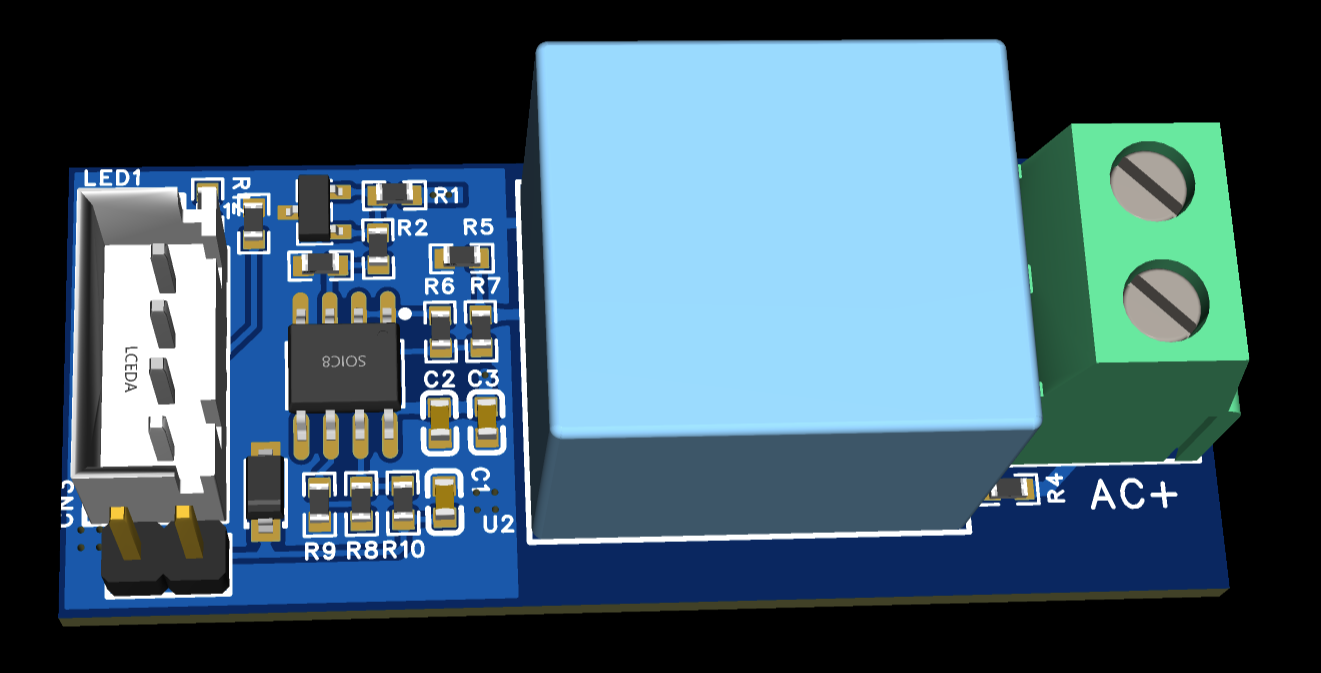 LED1
R1
R2
R5
R6
R7
LCEDA
SOIC8
C2
C3
C1
U2
R9
R8
R10
R4
AC+